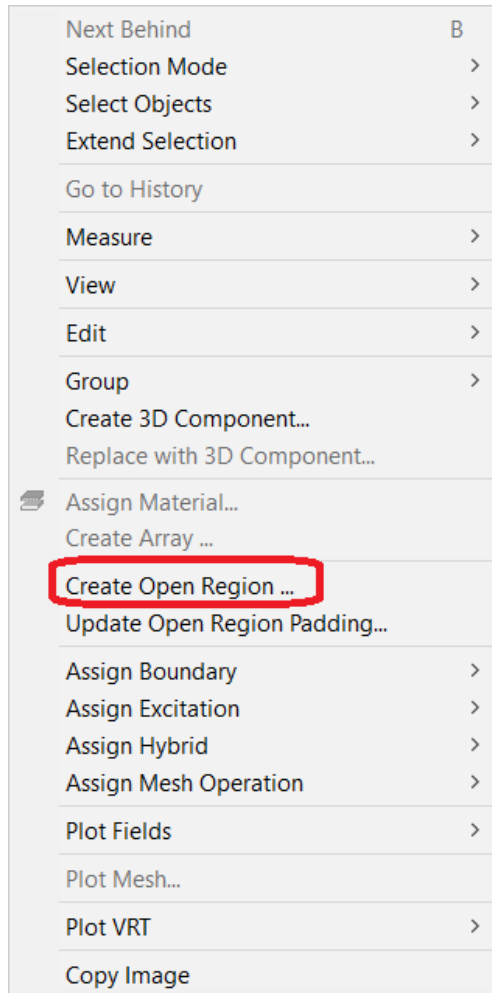 Next Behind B
Selection Mode
Select Objects
Extend Selection
Go to History
Measure
View
Edit
Group
Create 3D Component...
Replace with 3D Component...
Assign Material...
Create Array ...
Create Open Region ...
Update Open Region Padding...
Assign Boundary
Assign Excitation
Assign Hybrid
Assign Mesh Operation
Plot Fields
Plot Mesh...
Plot VRT
Copy Image